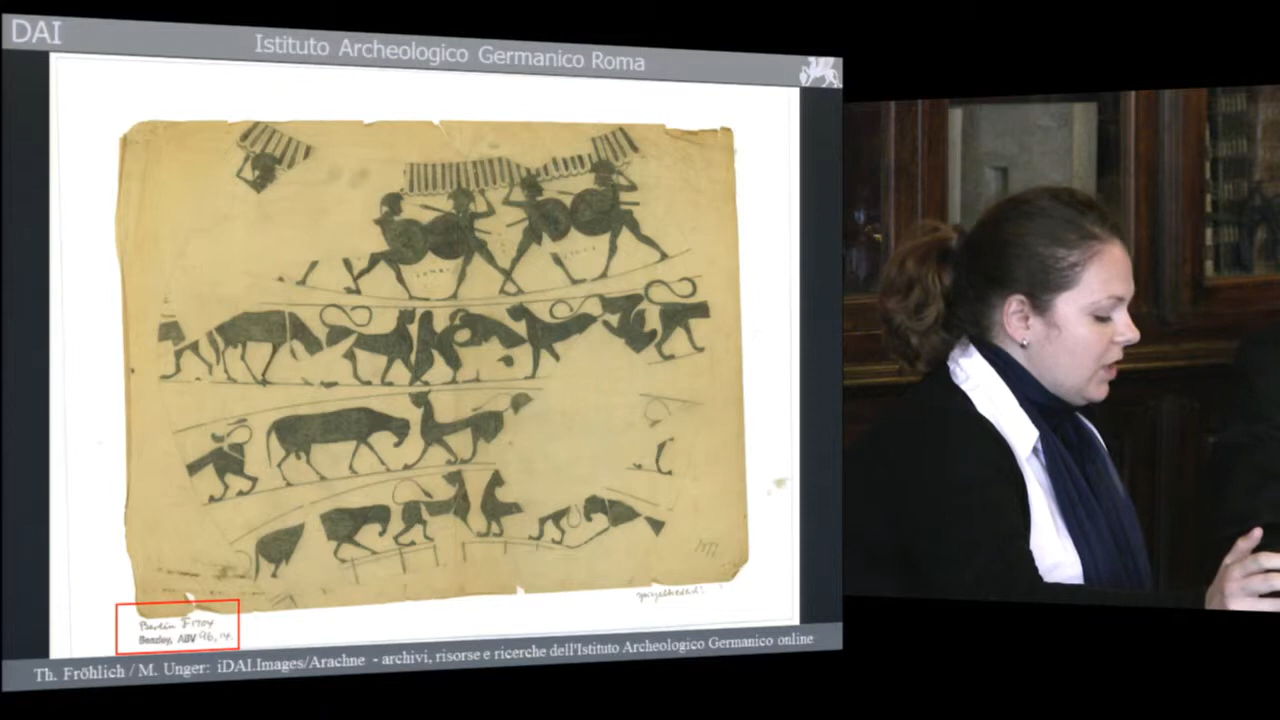 DAI
Istituto Archeologico Germanico Roma
Berlin F1704
Beazley, ABV 96, 14.
Th. Fröhlich / M. Unger: iDAI.Images/Arachne - archivi, risorse e ricerche dell'Istituto Archeologico Germanico online